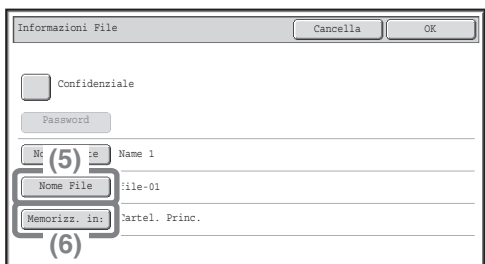 Informazioni File Cancella OK
Confidenziale
Password
(5) Name 1
Nome File file-01
Memorizz. in: Cartel. Princ.
(6)